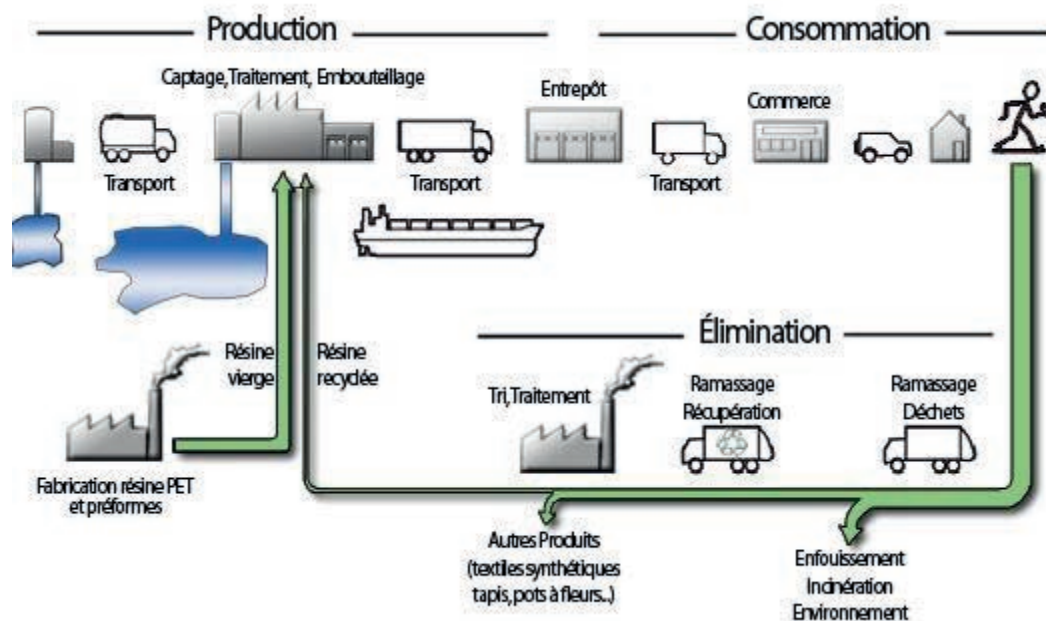 Production
Consommation
Captage,Traitement, Embouteillage
Entrepôt
Commerce
Transport
Transport
Transport
Résine
vierge
Résine
recyclée
Fabrication résine PET
et préformes
Élimination
Tri,Traitement
Ramassage
Récupération
Ramassage
Déchets
Autres Produits
(textiles synthétiques
tapis, pots à fleurs...)
Enfouissement
Incinération
Environnement